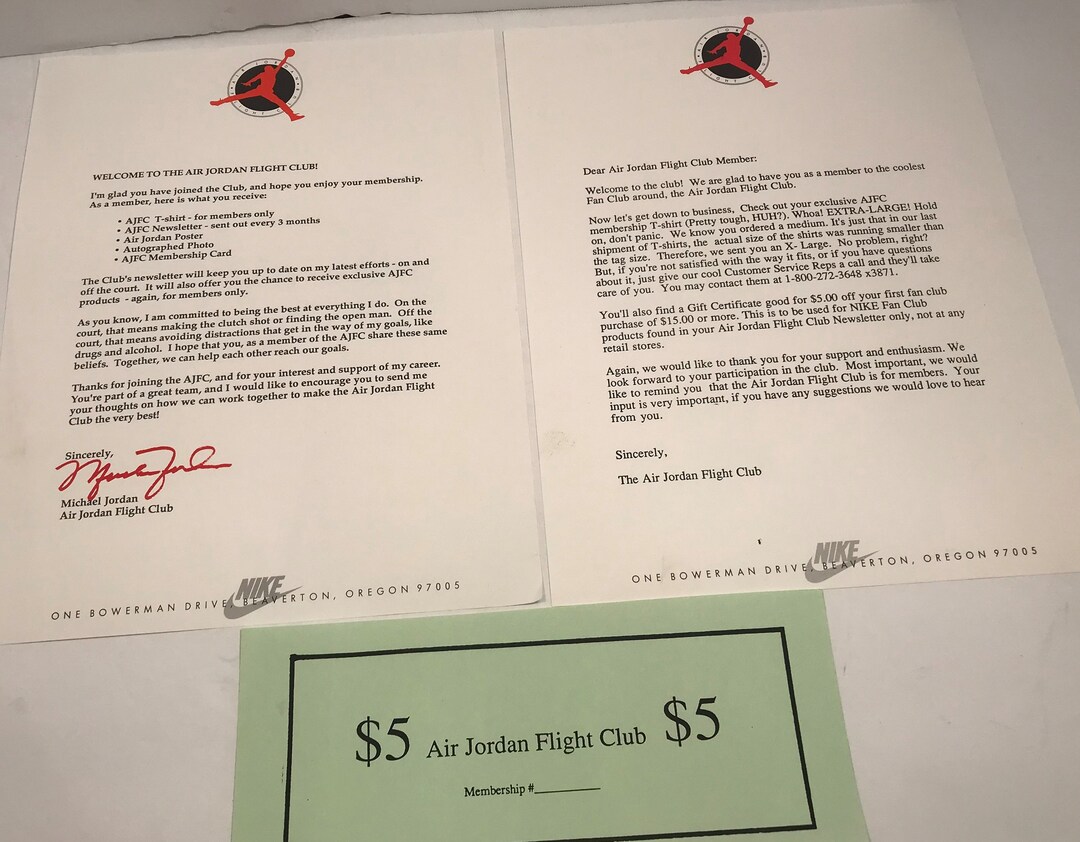 AIR JORDAN
FLIGHT CLUB
WELCOME TO THE AIR JORDAN FLIGHT CLUB!
I'm glad you have joined the Club, and hope you enjoy your membership.
As a member, here is what you receive:
• AJFC T-shirt - for members only
• AJFC Newsletter - sent out every 3 months
• Air Jordan Poster
• Autographed Photo
• AJFC Membership Card
The Club's newsletter will keep you up to date on my latest efforts - on and
off the court. It will also offer you the chance to receive exclusive AJFC
products - again, for members only.
As you know, I am committed to being the best at everything I do. On the
court, that means making the clutch shot or finding the open man. Off the
court, that means avoiding distractions that get in the way of my goals, like
drugs and alcohol. I hope that you, as a member of the AJFC share these same
beliefs. Together, we can help each other reach our goals.
Thanks for joining the AJFC, and for your interest and support of my career.
You're part of a great team, and I would like to encourage you to send me
your thoughts on how we can work together to make the Air Jordan Flight
Club the very best!
Sincerely,
Michael Jordan
Michael Jordan
Air Jordan Flight Club
NIKE
ONE BOWERMAN DRIVE, BEAVERTON, OREGON 97005
AIR JORDAN
FLIGHT CLUB
Dear Air Jordan Flight Club Member:
Welcome to the club! We are glad to have you as a member to the coolest
Fan Club around, the Air Jordan Flight Club.
Now let's get down to business, Check out your exclusive AJFC
membership T-shirt (Pretty tough, HUH?). Whoa! EXTRA-LARGE! Hold
on, don't panic. We know you ordered a medium. It's just that in our last
shipment of T-shirts, the actual size of the shirts was running smaller than
the tag size. Therefore, we sent you an X- Large. No problem, right?
But, if you're not satisfied with the way it fits, or if you have questions
about it, just give our cool Customer Service Reps a call and they'll take
care of you. You may contact them at 1-800-272-3648 x3871.
You'll also find a Gift Certificate good for $5.00 off your first fan club
purchase of $15.00 or more. This is to be used for NIKE Fan Club
products found in your Air Jordan Flight Club Newsletter only, not at any
retail stores.
Again, we would like to thank you for your support and enthusiasm. We
look forward to your participation in the club. Most important, we would
like to remind you that the Air Jordan Flight Club is for members. Your
input is very important, if you have any suggestions we would love to hear
from you.
Sincerely,
The Air Jordan Flight Club
NIKE
ONE BOWERMAN DRIVE, BEAVERTON, OREGON 97005
$5 Air Jordan Flight Club $5
Membership #________